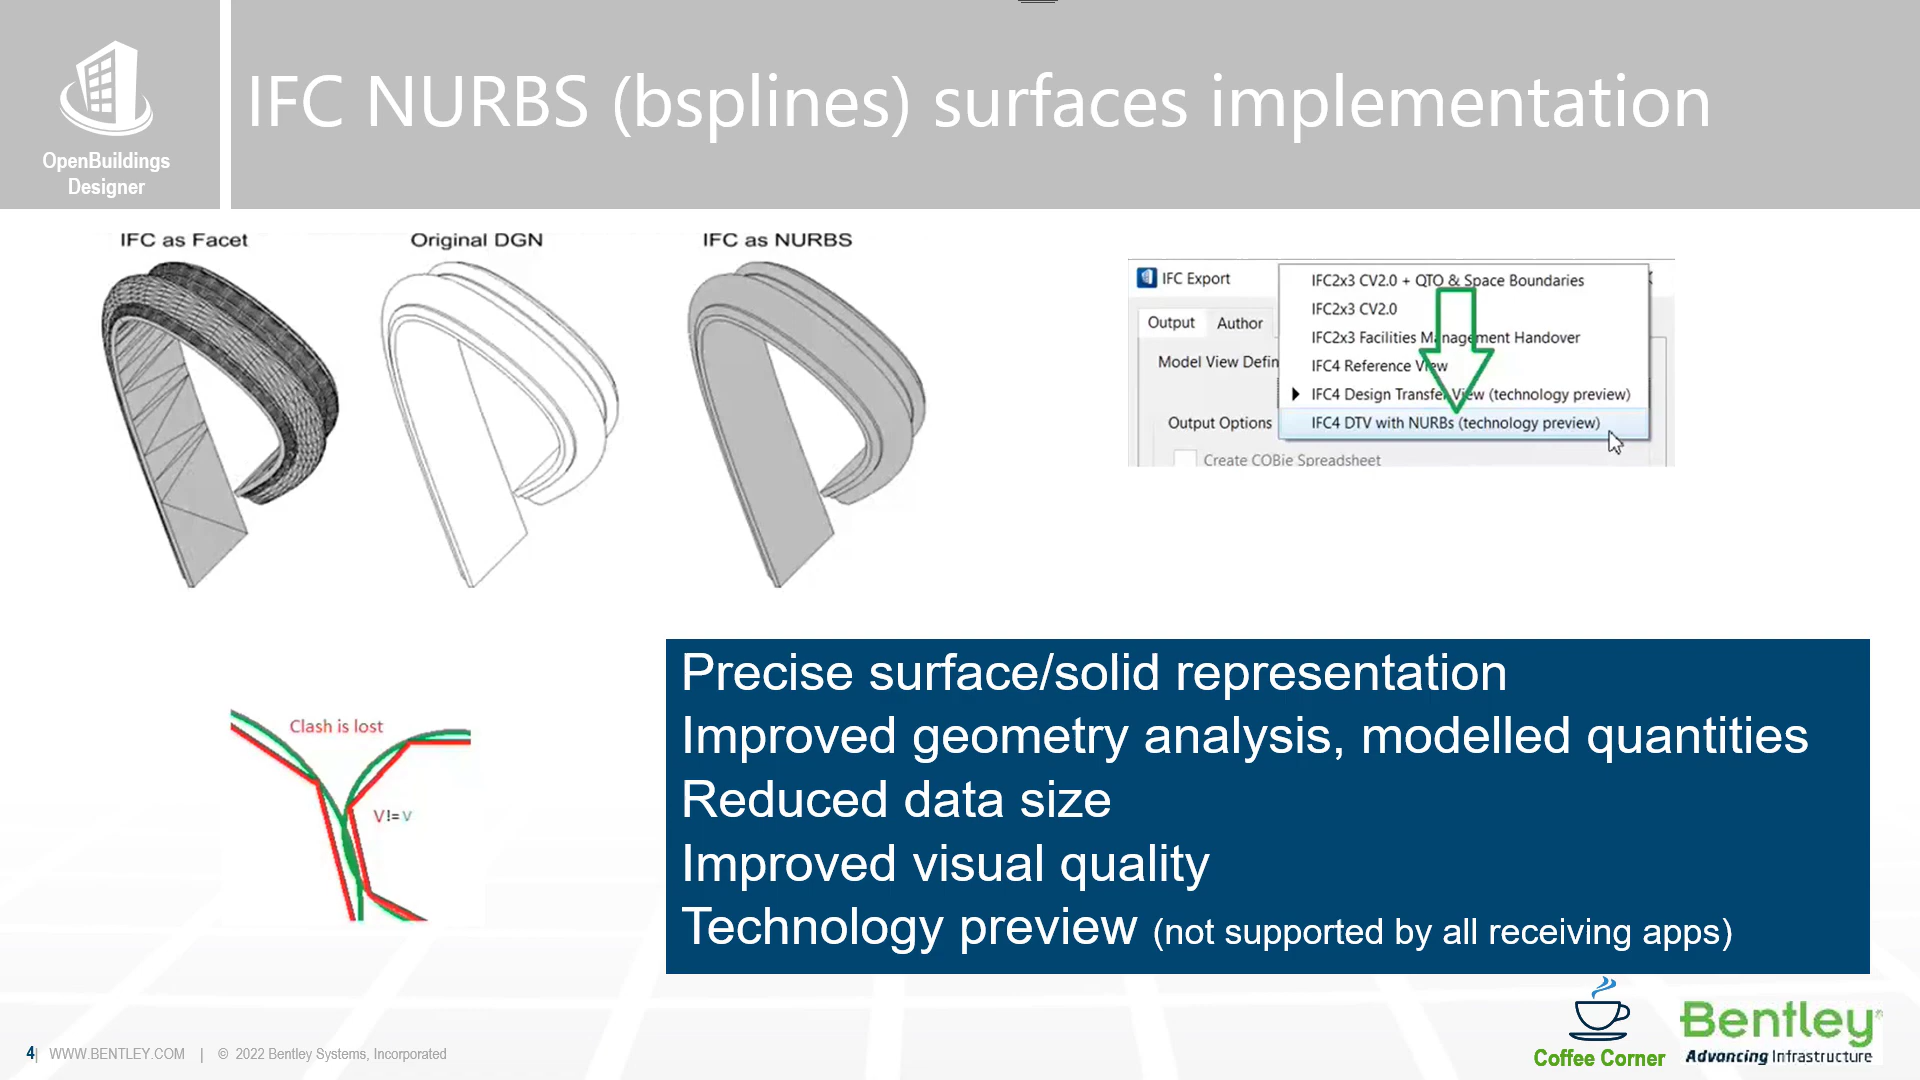 OpenBuildings
Designer
IFC NURBS (bsplines) surfaces implementation
IFC as Facet
Original DGN
IFC as NURBS
IFC Export
Output
Author
Model View Defin
Output Options
Create COBie Spreadsheet
IFC2x3 CV2.0 + QTO & Space Boundaries
IFC2x3 CV2.0
IFC2x3 Facilities Management Handover
IFC4 Reference View
IFC4 Design Transfer View (technology preview)
IFC4 DTV with NURBs (technology preview)
Clash is lost
V!=v
Precise surface/solid representation
Improved geometry analysis, modelled quantities
Reduced data size
Improved visual quality
Technology preview (not supported by all receiving apps)
4| WWW.BENTLEY.COM | © 2022 Bentley Systems, Incorporated
Coffee Corner
Bentley®
Advancing Infrastructure